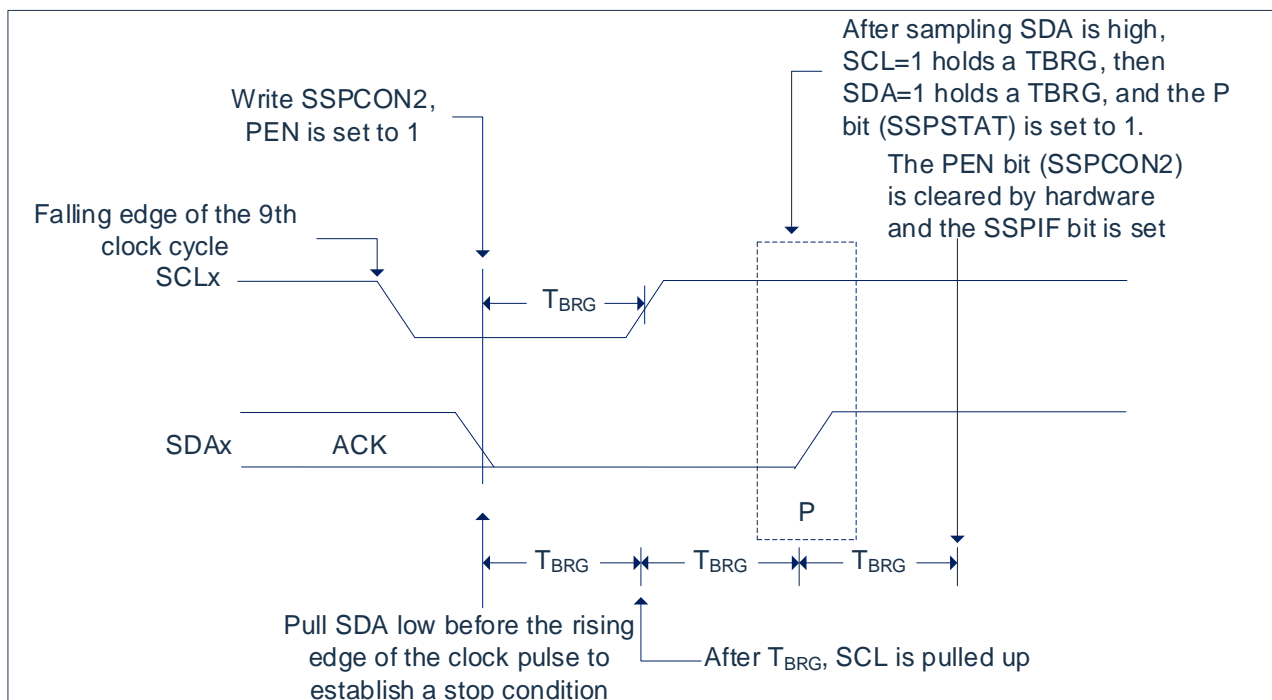 After sampling SDA is high,
SCL=1 holds a TBRG, then
SDA=1 holds a TBRG, and the P
bit (SSPSTAT) is set to 1.
Write SSPCON2,
PEN is set to 1
The PEN bit (SSPCON2)
is cleared by hardware
and the SSPIF bit is set
Falling edge of the 9th
clock cycle
SCLx
TBRG
SDAx
ACK
P
TBRG
TBRG
TBRG
Pull SDA low before the rising
edge of the clock pulse to
establish a stop condition
After TBRG, SCL is pulled up